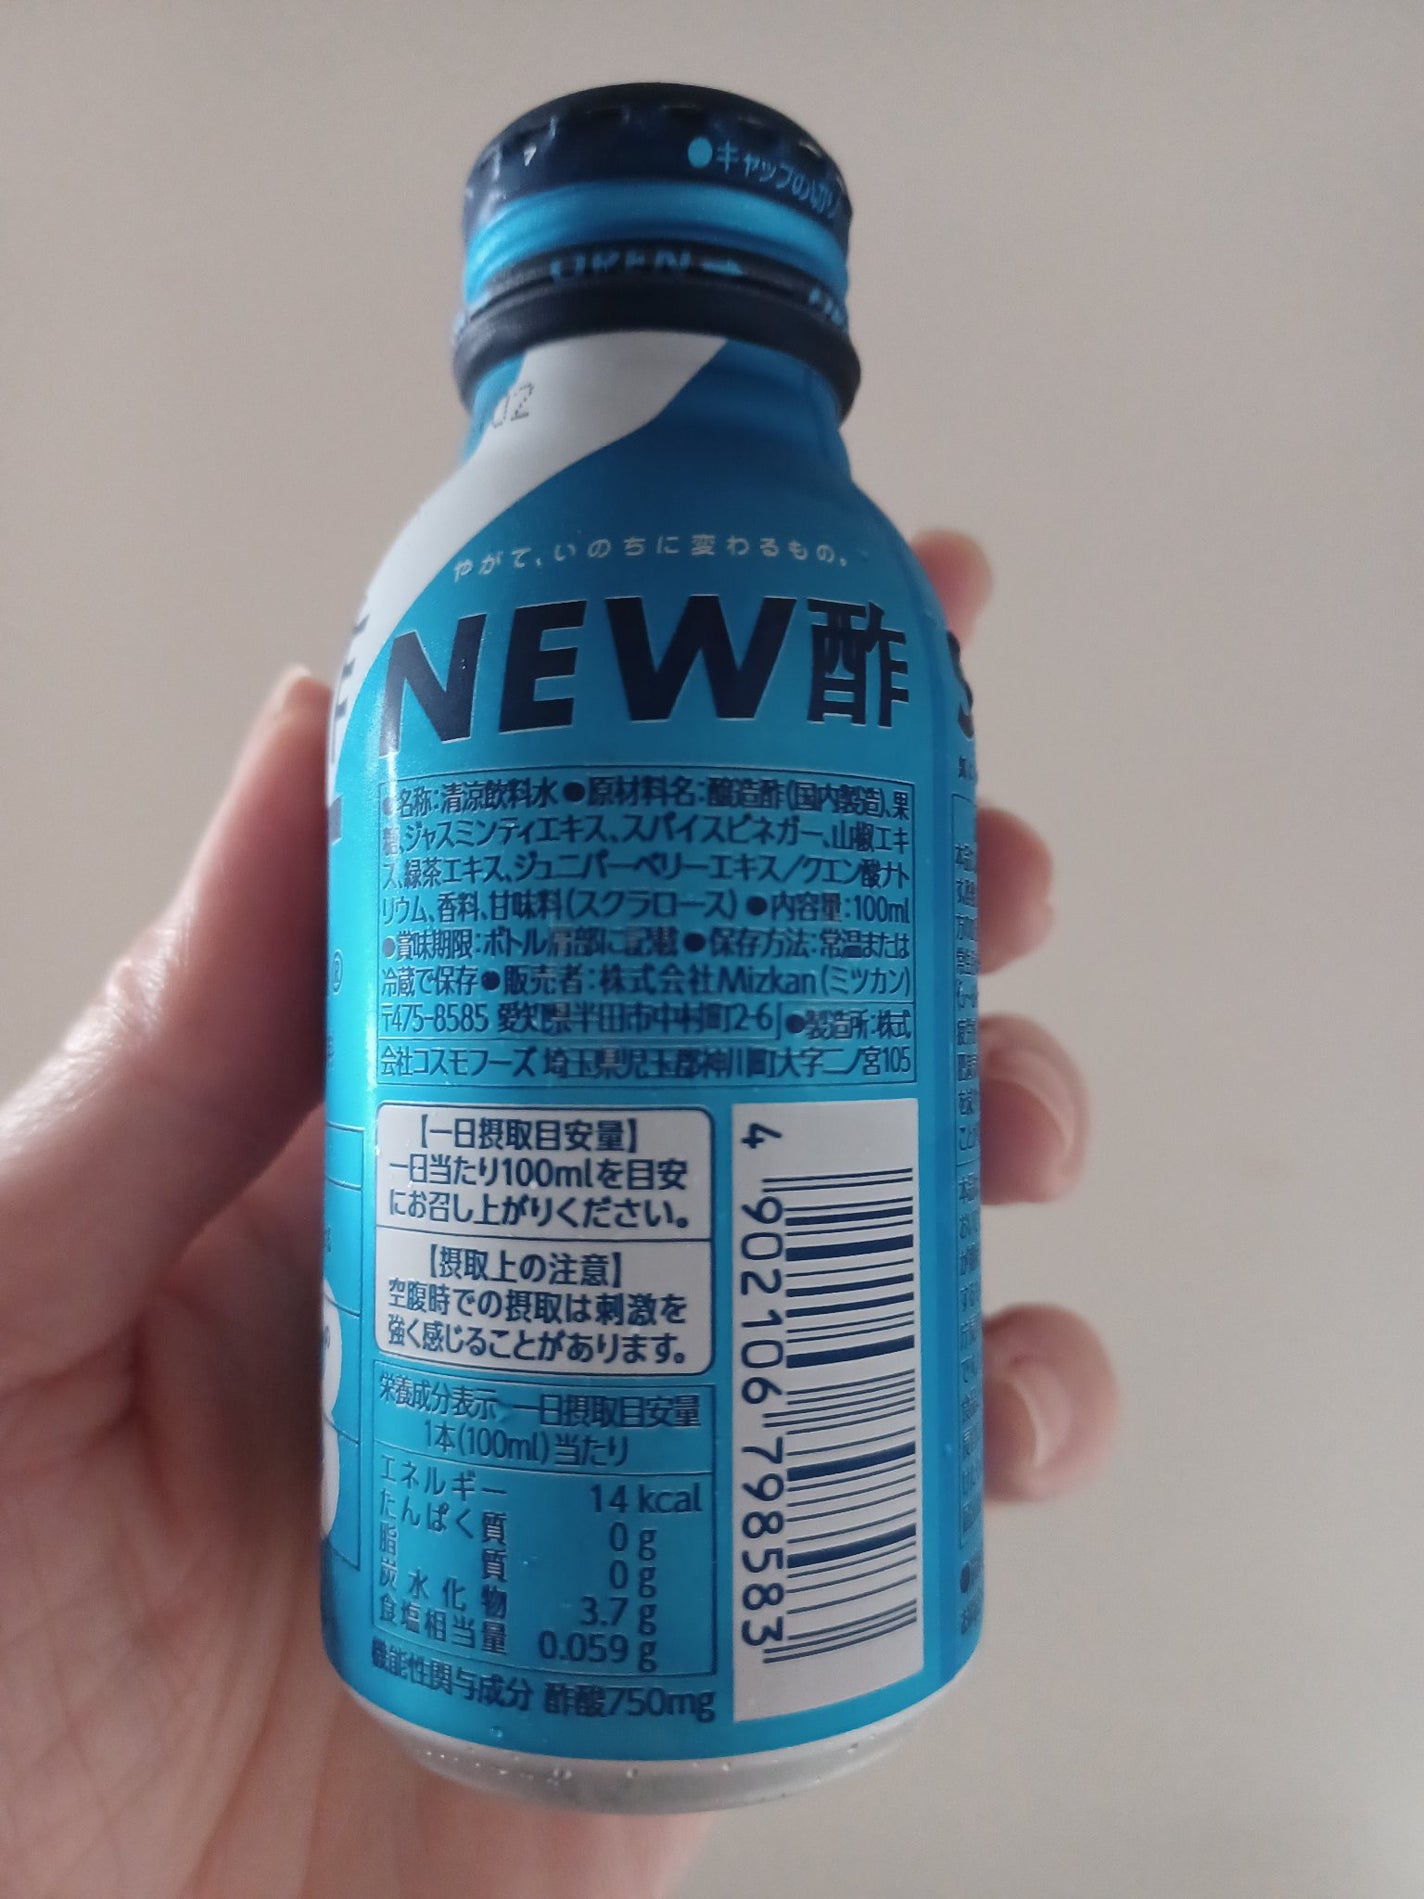 ●キャップの切り
02
やがて、いのちに変わるもの。
NEW酢
●名称:清涼飲料水●原材料名:醸造酢(国内製造)、果
糖、ジャスミンティエキス、スパイスビネガー、山椒エキ
ス、緑茶エキス、ジュニパーベリーエキス/クエン酸ナト
リウム、香料、甘味料(スクラロース)●内容量:100ml
●賞味期限:ボトル肩部に記載●保存方法:常温または
冷蔵で保存●販売者:株式会社Mizkan(ミツカン)
〒475-8585 愛知県半田市中村町2-6 ●製造所:株式
会社コスモフーズ 埼玉県児玉郡神川町大字二ノ宮105
【一日摂取目安量】
一日当たり100mlを目安
にお召し上がりください。
【摂取上の注意】
空腹時での摂取は刺激を
強く感じることがあります。
栄養成分表示 一日摂取目安量
1本(100ml)当たり
エネルギー 14 kcal
たんぱく質 0 g
脂質 0 g
炭水化物 3.7 g
食塩相当量 0.059 g
機能性関与成分 酢酸750mg
4 902106 798583